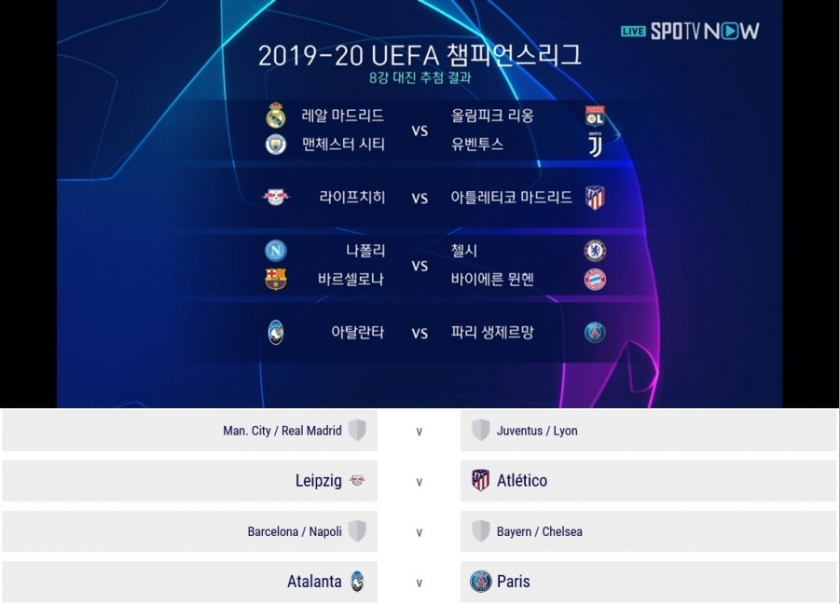 LIVE SPOTV NOW
2019-20 UEFA 챔피언스리그
8강 대진 추첨 결과
레알 마드리드 올림피크 리옹
VS
맨체스터 시티 유벤투스
라이프치히 VS 아틀레티코 마드리드
나폴리 첼시
VS
바르셀로나 바이에른 뮌헨
아탈란타 VS 파리 생제르망
Man. City / Real Madrid v Juventus / Lyon
Leipzig v Atlético
Barcelona / Napoli v Bayern / Chelsea
Atalanta v Paris